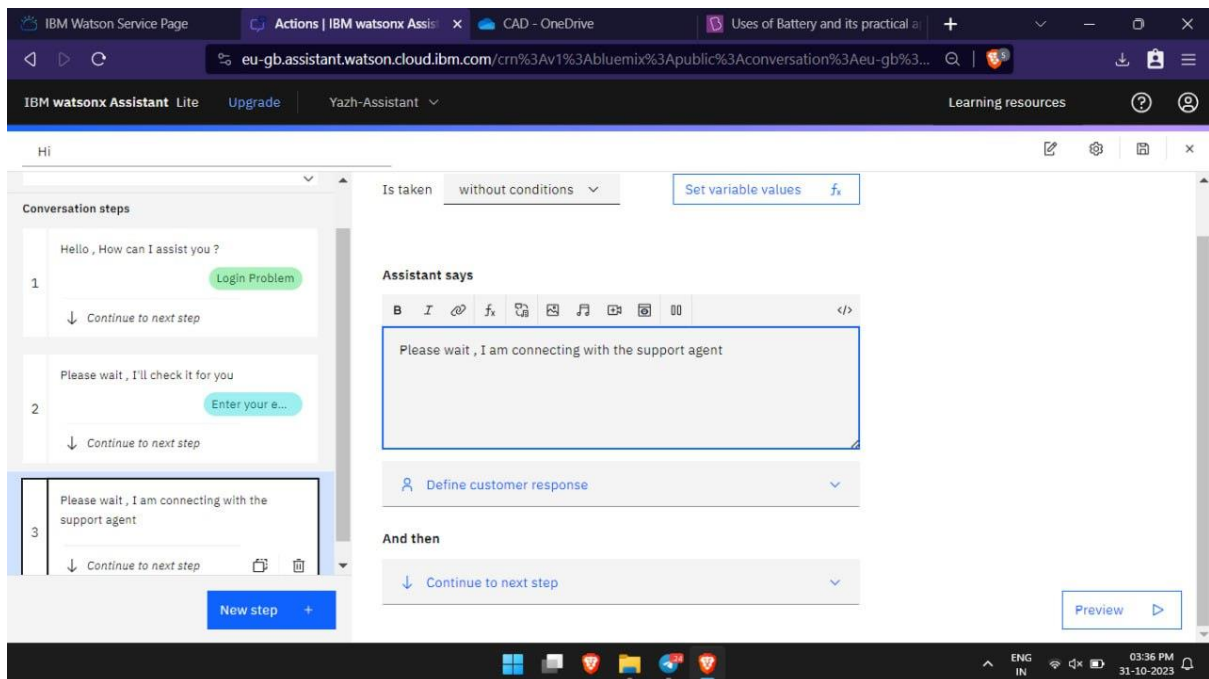 IBM Watson Service Page
Actions | IBM watsonx Assis
CAD - OneDrive
Uses of Battery and its practical a
eu-gb.assistant.watson.cloud.ibm.com/crn%3Av1%3Abluemix%3Apublic%3Aconversation%3Aeu-gb%3...
5
IBM watsonx Assistant Lite
Upgrade
Yazh-Assistant
Learning resources
Hi
Conversation steps
1
Hello , How can I assist you ?
Login Problem
Continue to next step
2
Please wait , I'll check it for you
Enter your e...
Continue to next step
3
Please wait , I am connecting with the
support agent
Continue to next step
New step +
Is taken without conditions
Set variable values fx
Assistant says
B I fx </>
Please wait , I am connecting with the support agent
Define customer response
And then
Continue to next step
Preview
24
ENG
IN
03:36 PM
31-10-2023